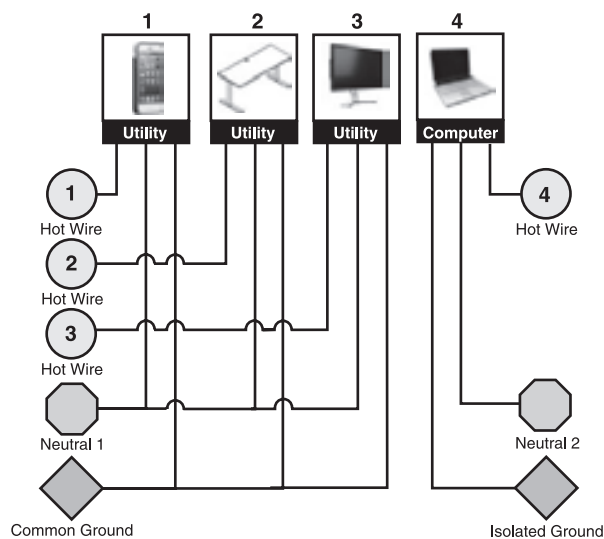 1 2 3 4
Utility Utility Utility Computer
1 4
Hot Wire Hot Wire
2
Hot Wire
3
Hot Wire
Neutral 1 Neutral 2
Common Ground Isolated Ground